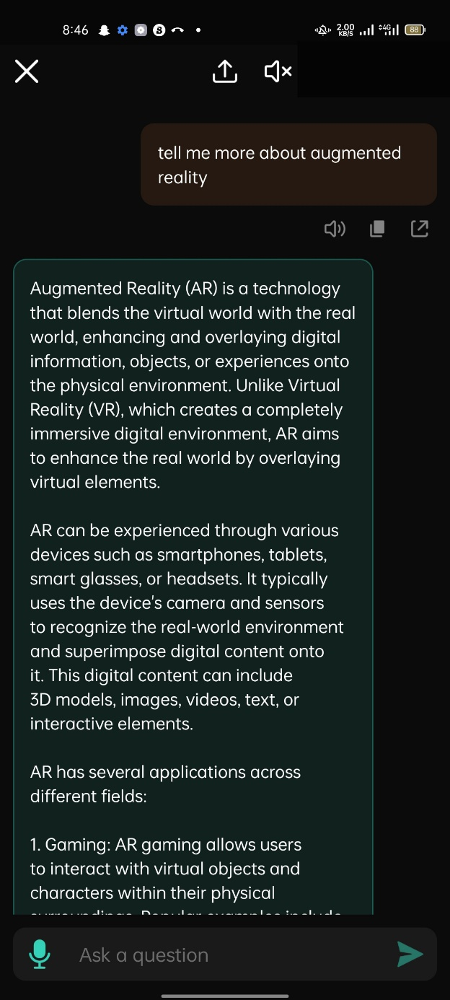 8:46
2.00
KB/S
4G
88
tell me more about augmented
reality
Augmented Reality (AR) is a technology
that blends the virtual world with the real
world, enhancing and overlaying digital
information, objects, or experiences onto
the physical environment. Unlike Virtual
Reality (VR), which creates a completely
immersive digital environment, AR aims
to enhance the real world by overlaying
virtual elements.
AR can be experienced through various
devices such as smartphones, tablets,
smart glasses, or headsets. It typically
uses the device's camera and sensors
to recognize the real-world environment
and superimpose digital content onto
it. This digital content can include
3D models, images, videos, text, or
interactive elements.
AR has several applications across
different fields:
1. Gaming: AR gaming allows users
to interact with virtual objects and
characters within their physical
surroundings. Popular examples include
Ask a question